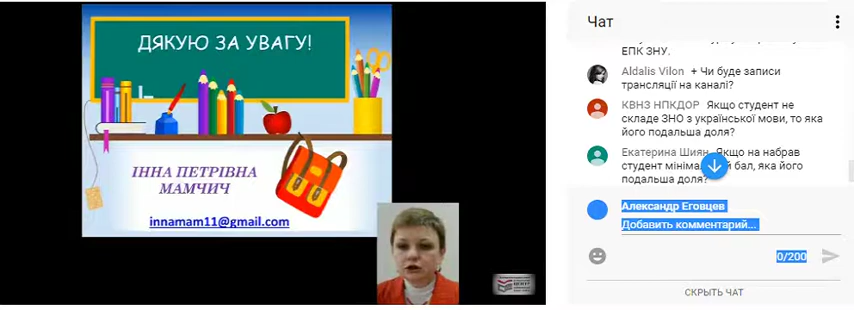 ДЯКУЮ ЗА УВАГУ!
ІННА ПЕТРІВНА
МАМЧИЧ
innamam11@gmail.com
Чат
ЕПК ЗНУ.
Aldalis Vilon + Чи буде записи
трансляції на каналі?
КВНЗ НПКДОР Якщо студент не
складе ЗНО з української мови, то яка
його подальша доля?
Екатерина Шиян Якщо на набрав
студент бал, яка його
подальша доля?
Александр Еговцев
Добавить комментарий...
0/200
СКРЫТЬ ЧАТ